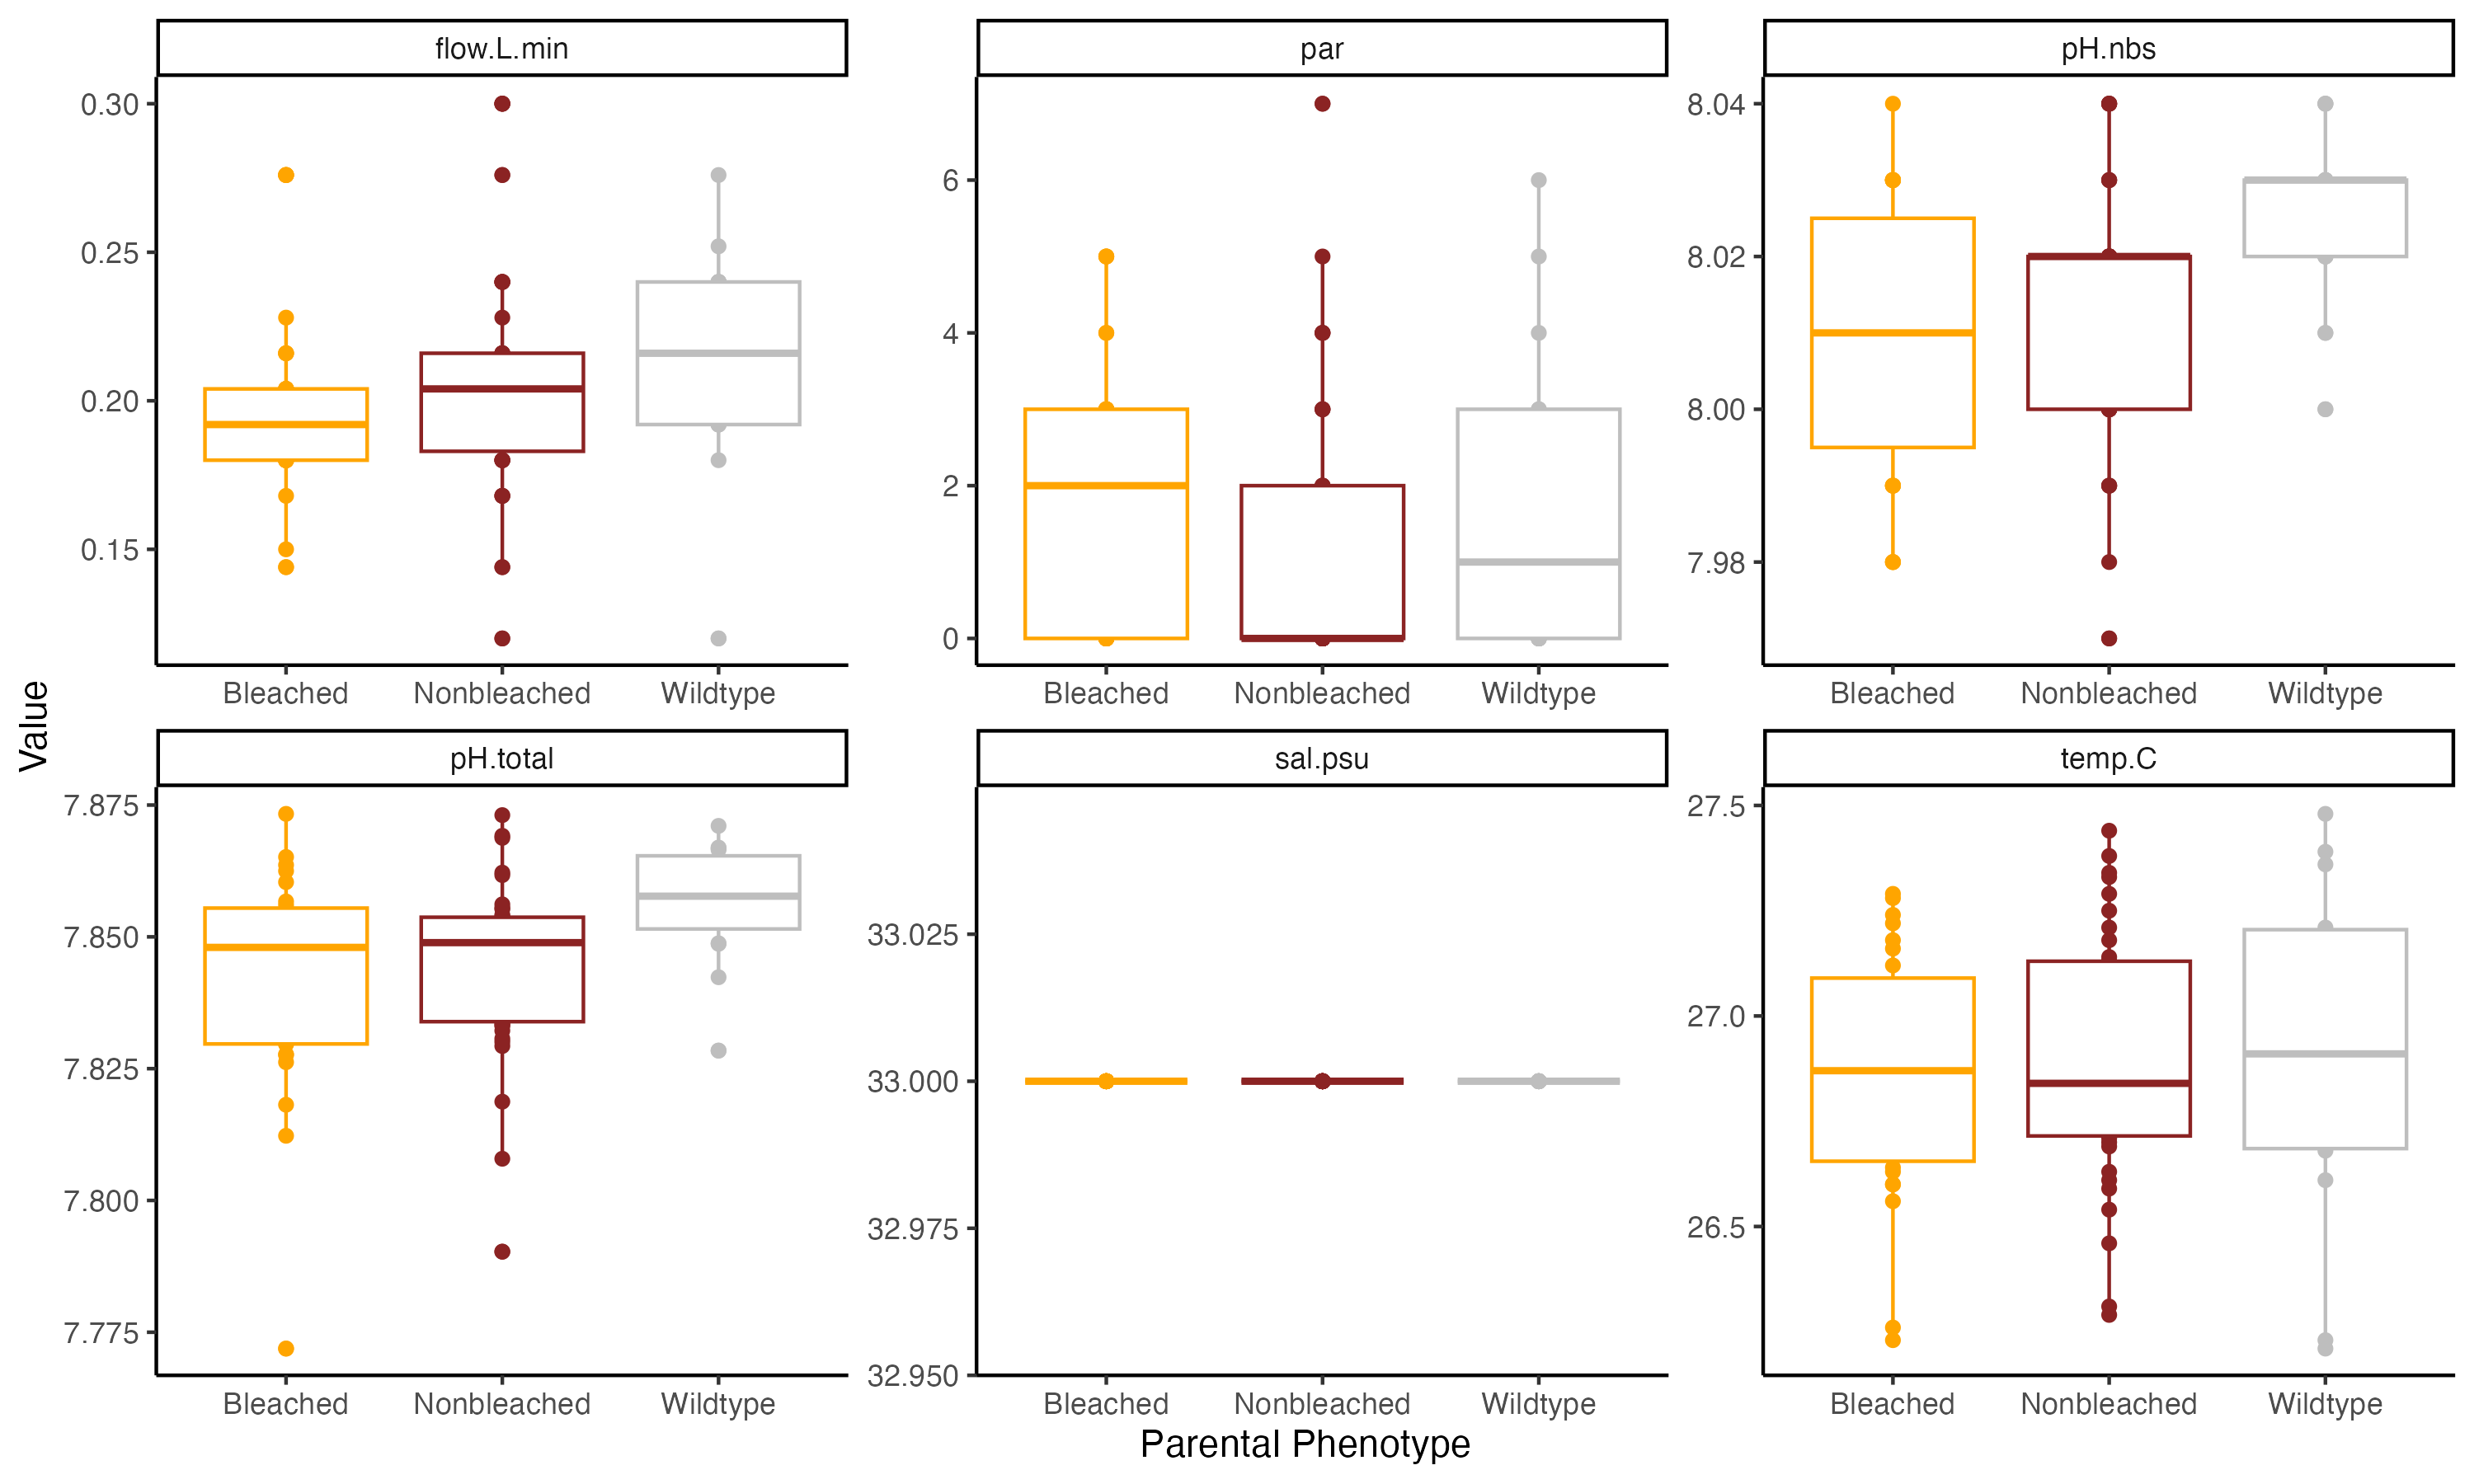 flow.L.min
par
pH.nbs
0.30
0.25
0.20
0.15
6
4
2
0
8.04
8.02
8.00
7.98
Bleached Nonbleached Wildtype
Bleached Nonbleached Wildtype
Bleached Nonbleached Wildtype
Value
pH.total
sal.psu
temp.C
7.875
7.850
7.825
7.800
7.775
33.025
33.000
32.975
32.950
27.5
27.0
26.5
Bleached Nonbleached Wildtype
Bleached Nonbleached Wildtype
Bleached Nonbleached Wildtype
Parental Phenotype